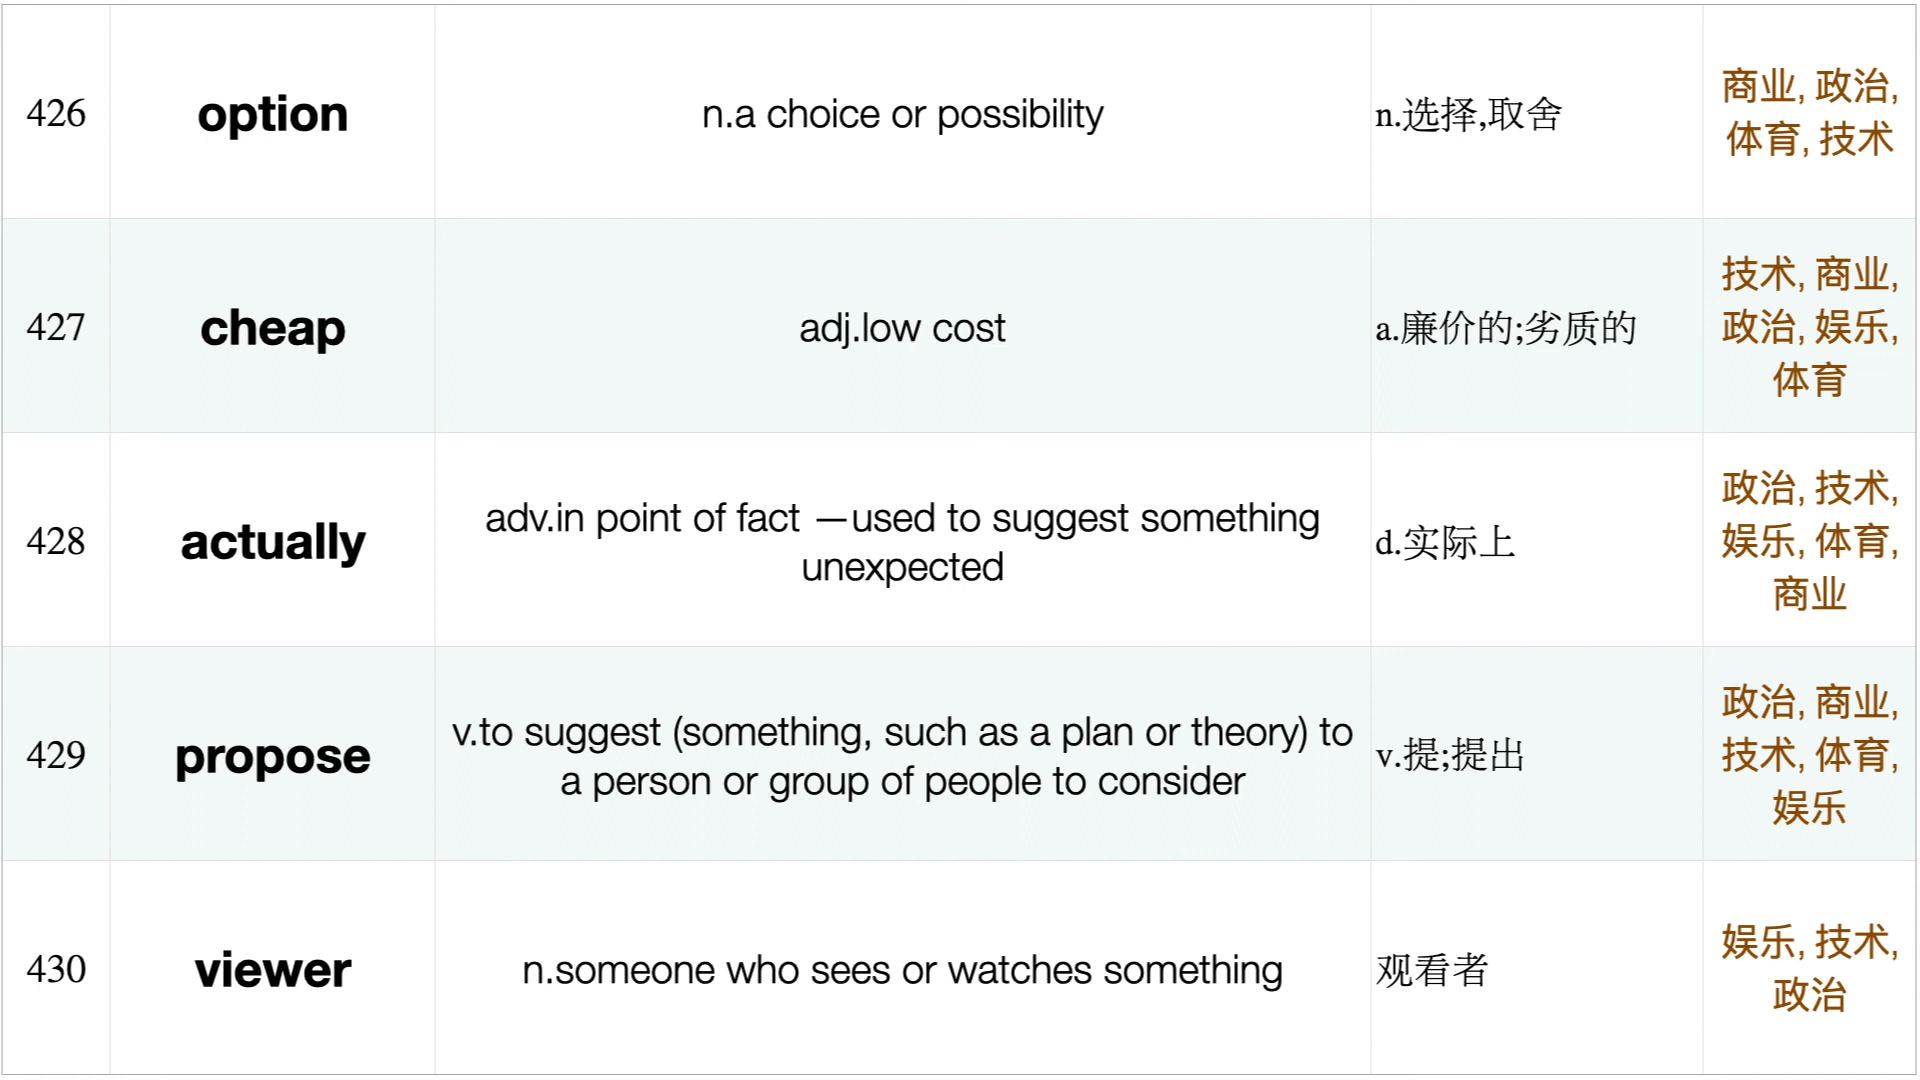 426
option
n.a choice or possibility
n.选择,取舍
商业, 政治,
体育, 技术
427
cheap
adj.low cost
a.廉价的;劣质的
技术, 商业,
政治, 娱乐,
体育
428
actually
adv.in point of fact —used to suggest something
unexpected
d.实际上
政治, 技术,
娱乐, 体育,
商业
429
propose
v.to suggest (something, such as a plan or theory) to
a person or group of people to consider
v.提;提出
政治, 商业,
技术, 体育,
娱乐
430
viewer
n.someone who sees or watches something
观看者
娱乐, 技术,
政治